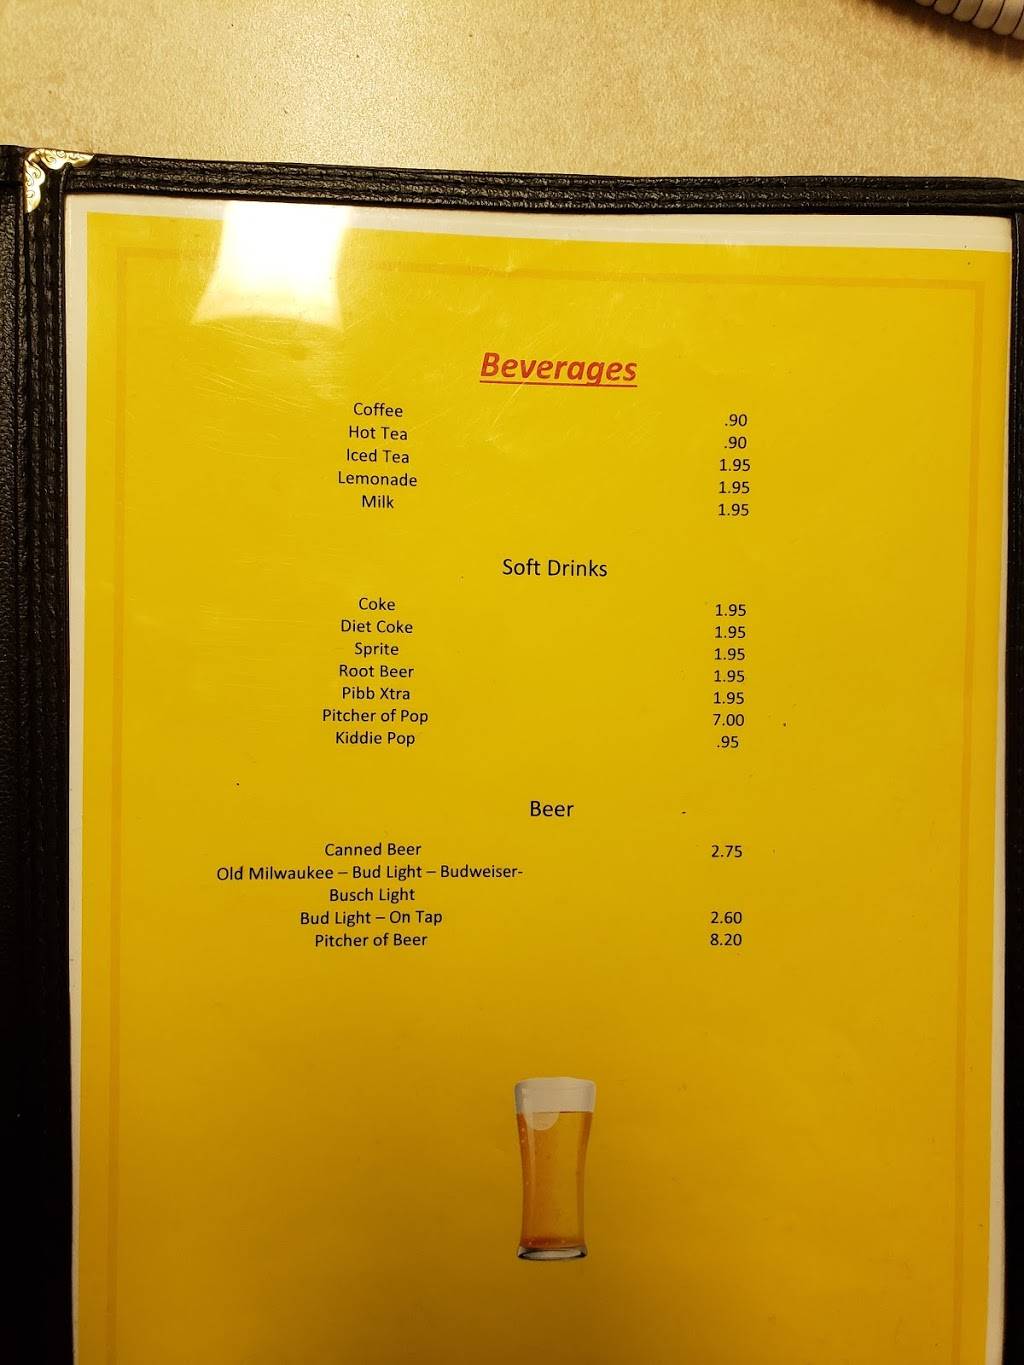 Beverages
Coffee .90
Hot Tea .90
Iced Tea 1.95
Lemonade 1.95
Milk 1.95
Soft Drinks
Coke 1.95
Diet Coke 1.95
Sprite 1.95
Root Beer 1.95
Pibb Xtra 1.95
Pitcher of Pop 7.00
Kiddie Pop .95
Beer
Canned Beer 2.75
Old Milwaukee – Bud Light – Budweiser-
Busch Light
Bud Light – On Tap 2.60
Pitcher of Beer 8.20